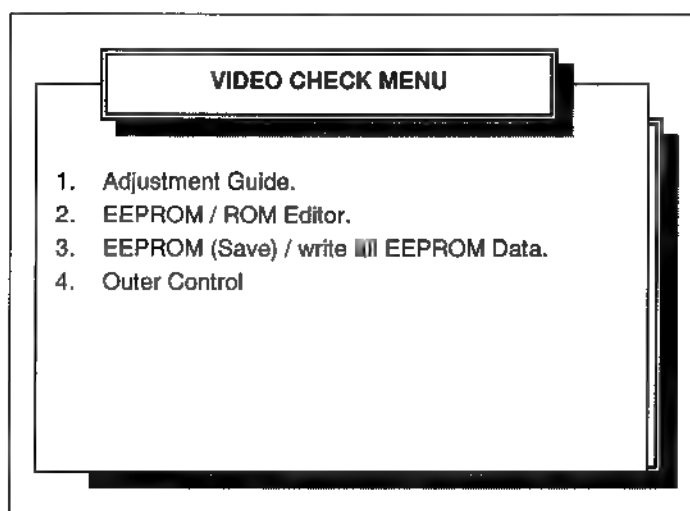 VIDEO CHECK MENU
1. Adjustment Guide.
2. EEPROM / ROM Editor.
3. EEPROM (Save) / write EEPROM Data.
4. Outer Control